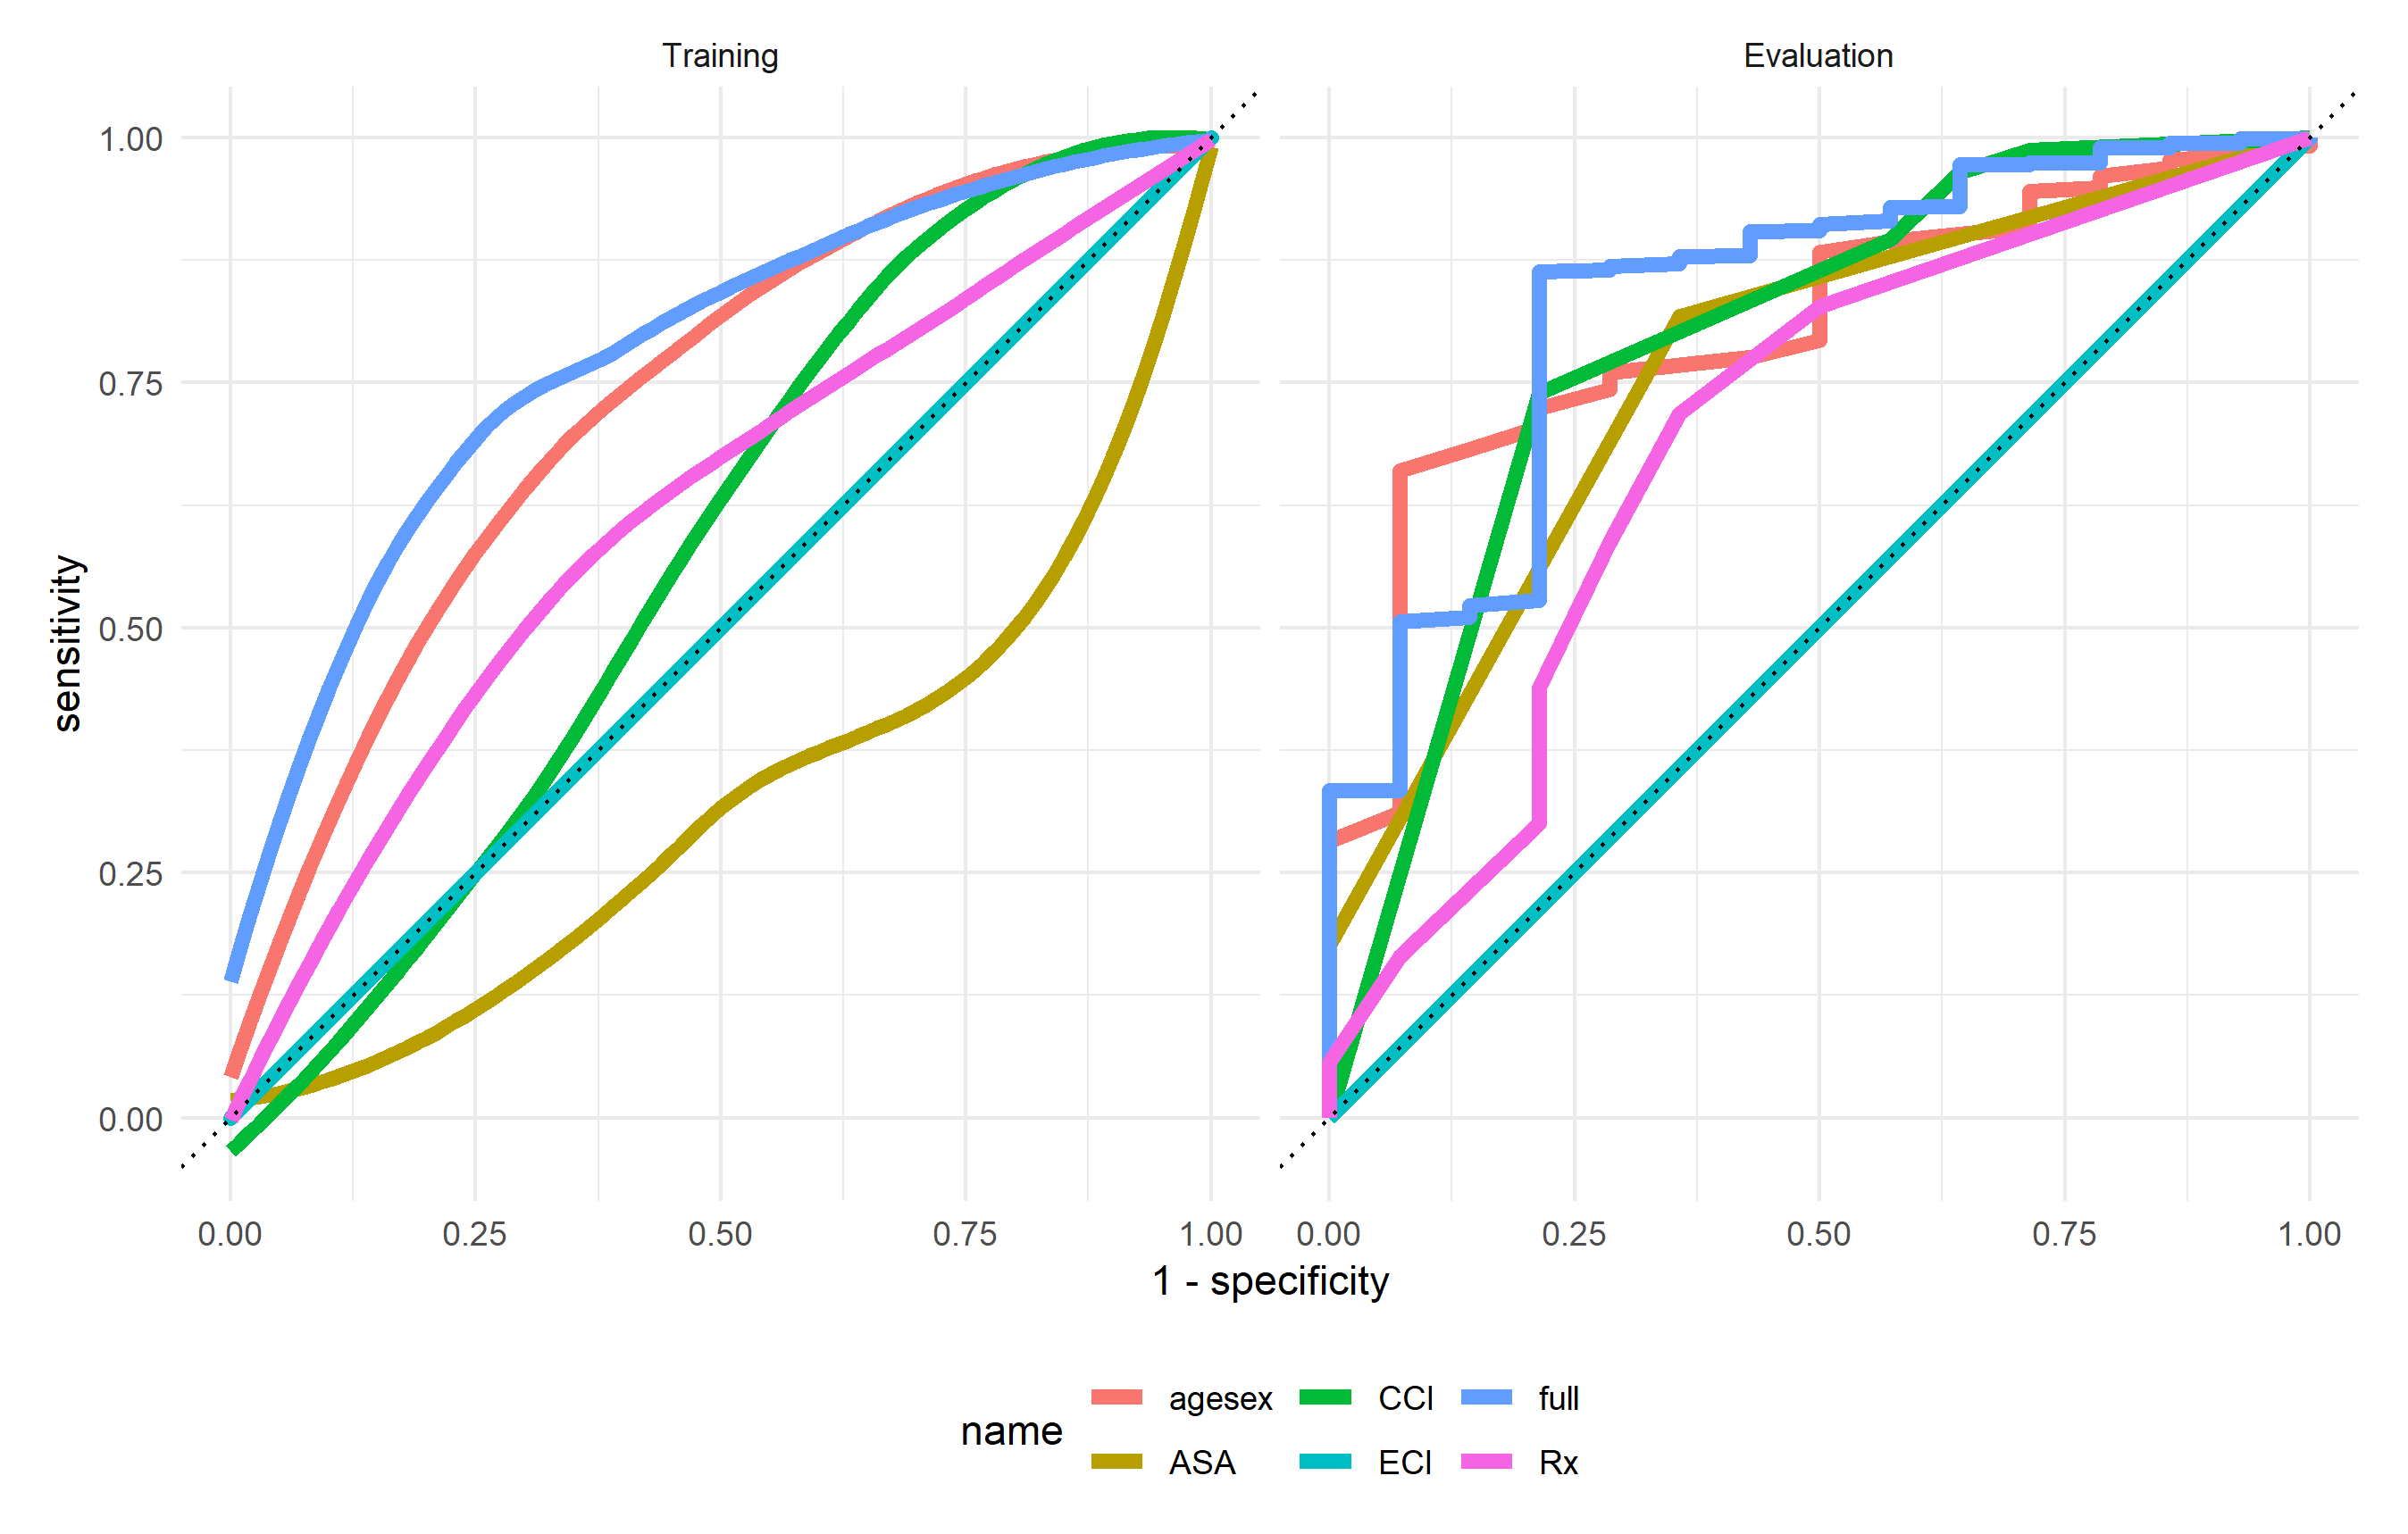 Training Evaluation
1.00
0.75
0.50
0.25
0.00
sensitivity
0.00 0.25 0.50 0.75 1.00 0.00 0.25 0.50 0.75 1.00
1 - specificity
name
agesex CCI full
ASA ECI Rx